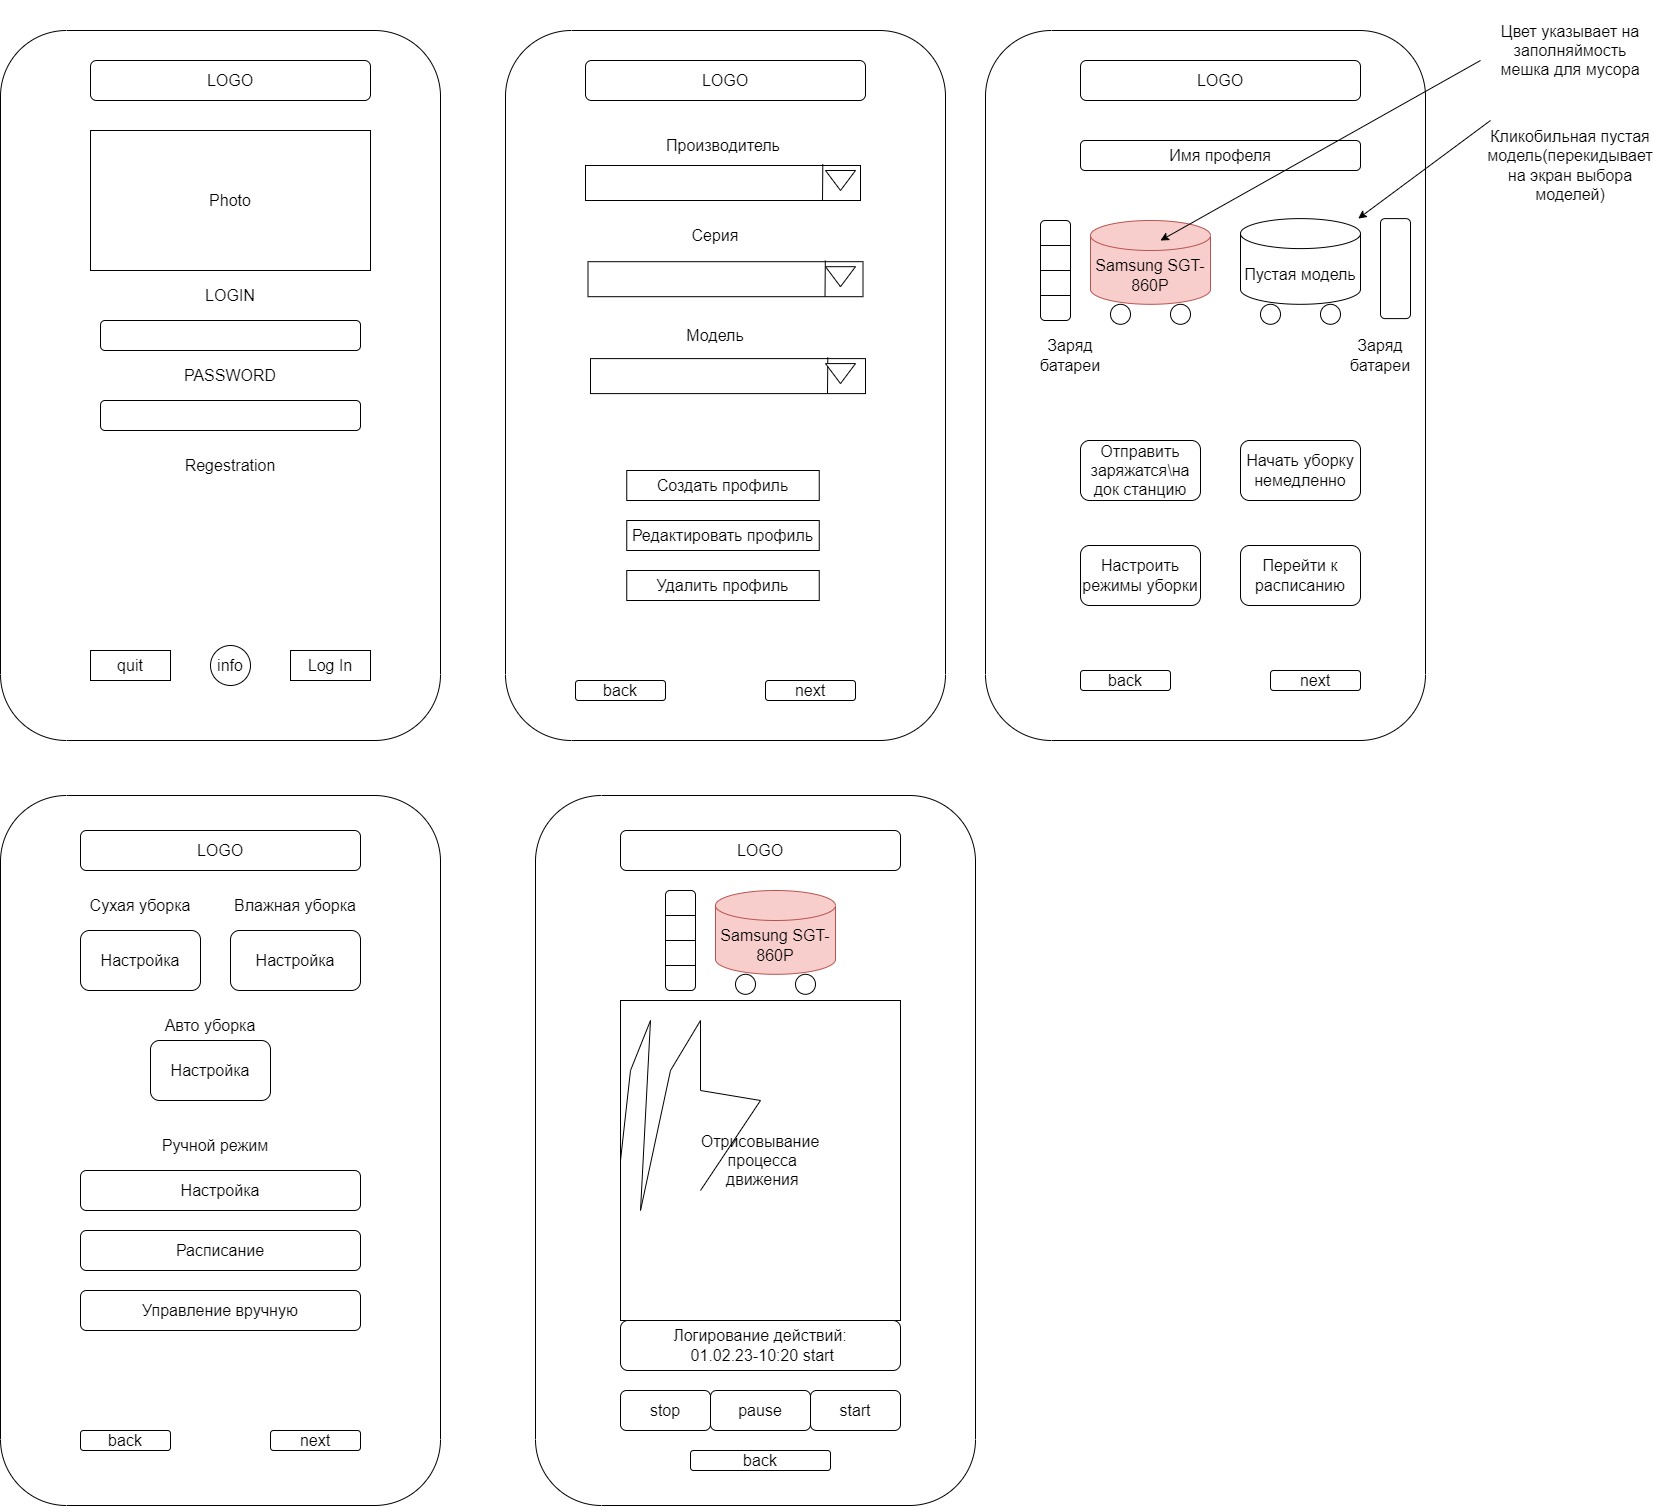 LOGO
Photo
LOGIN
PASSWORD
Regestration
quit
info
Log In
LOGO
Производитель
Серия
Модель
Создать профиль
Редактировать профиль
Удалить профиль
back
next
LOGO
Имя профеля
Samsung SGT-
860P
Пустая модель
Заряд
батареи
Заряд
батареи
Отправить
заряжатся\на
док станцию
Начать уборку
немедленно
Настроить
режимы уборки
Перейти к
расписанию
back
next
Цвет указывает на
заполняймость
мешка для мусора
Кликобильная пустая
модель(перекидывает
на экран выбора
моделей)
LOGO
Сухая уборка
Влажная уборка
Настройка
Настройка
Авто уборка
Настройка
Ручной режим
Настройка
Расписание
Управление вручную
back
next
LOGO
Samsung SGT-
860P
Отрисовывание
процесса
движения
Логирование действий:
01.02.23-10:20 start
stop
pause
start
back